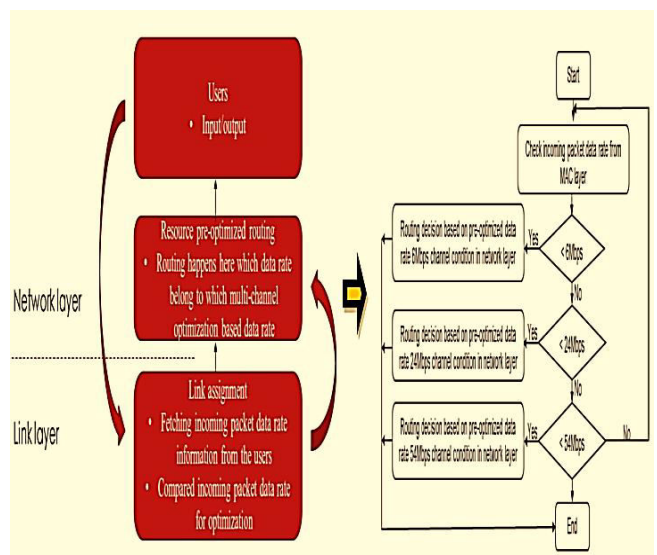 Users
• Input/output
Resource pre-optimized routing
• Routing happens here which data rate
belong to which multi-channel
optimization based data rate
Network layer
Link layer
Link assignment
• Fetching incoming packet data rate
information from the users
• Compared incoming packet data rate
for optimization
Start
Check incoming packet data rate from
MAC layer
Routing decision based on pre-optimized data
rate 6Mbps channel condition in network layer
Yes
< 6Mbps
No
Routing decision based on pre-optimized data
rate 24Mbps channel condition in network layer
Yes
< 24Mbps
No
Routing decision based on pre-optimized data
rate 54Mbps channel condition in network layer
Yes
< 54Mbps
No
End